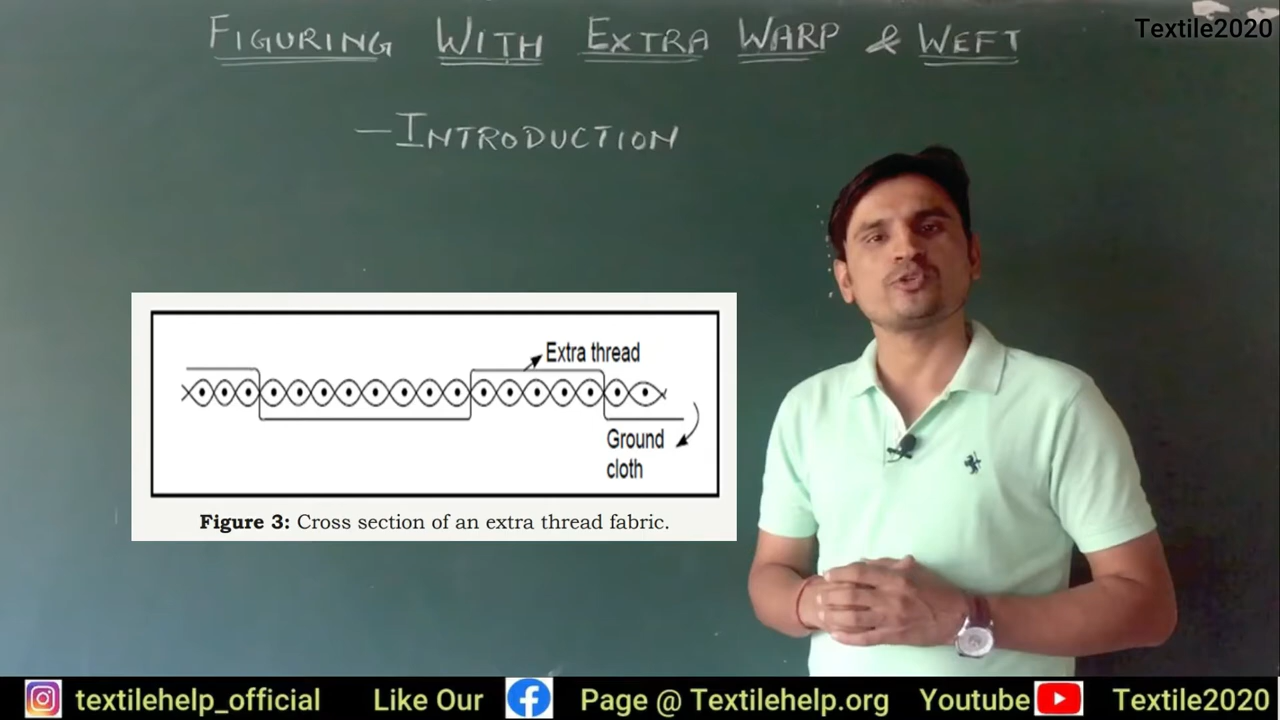 Textile2020
FIGURING WITH EXTRA WARP & WEFT
—INTRODUCTION
Extra thread
Ground
cloth
Figure 3: Cross section of an extra thread fabric.
textilehelp_official Like Our Page @ Textilehelp.org Youtube Textile2020